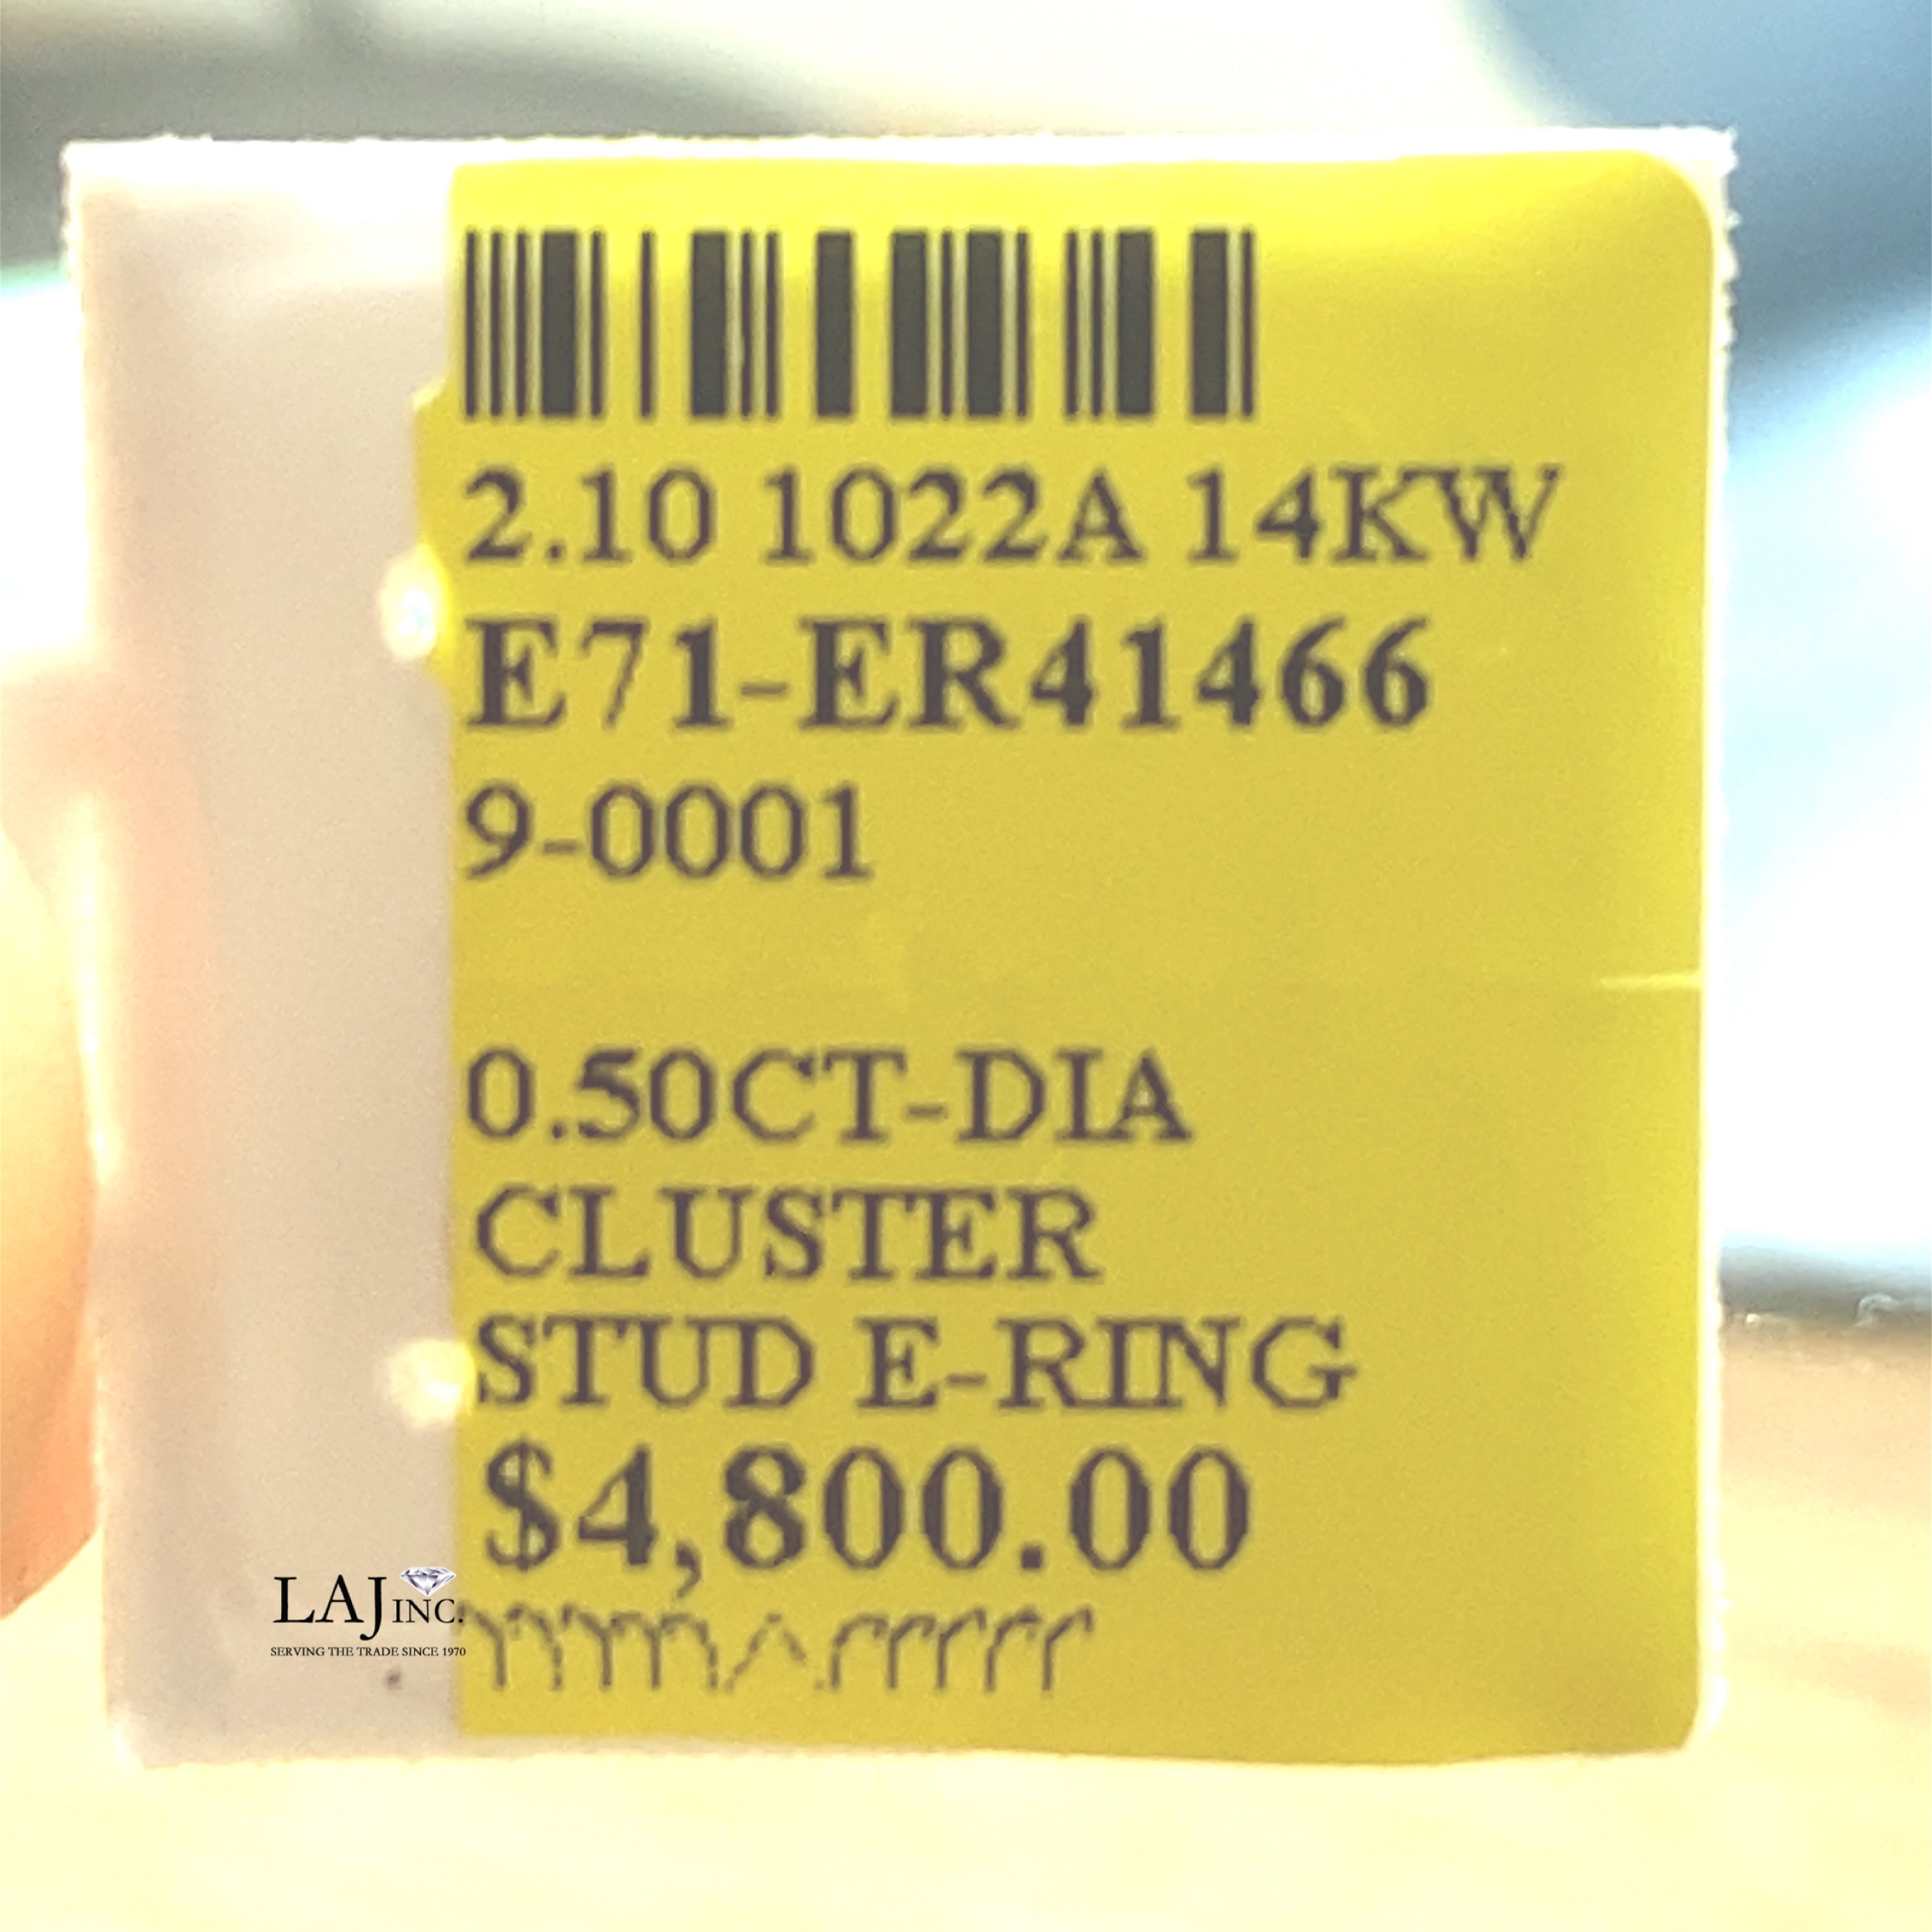 2.10 1022A 14KW
E71-ER41466
9-0001
0.50CT-DIA
CLUSTER
STUD E-RING
$4,800.00
LAJ INC.
SERVING THE TRADE SINCE 1970